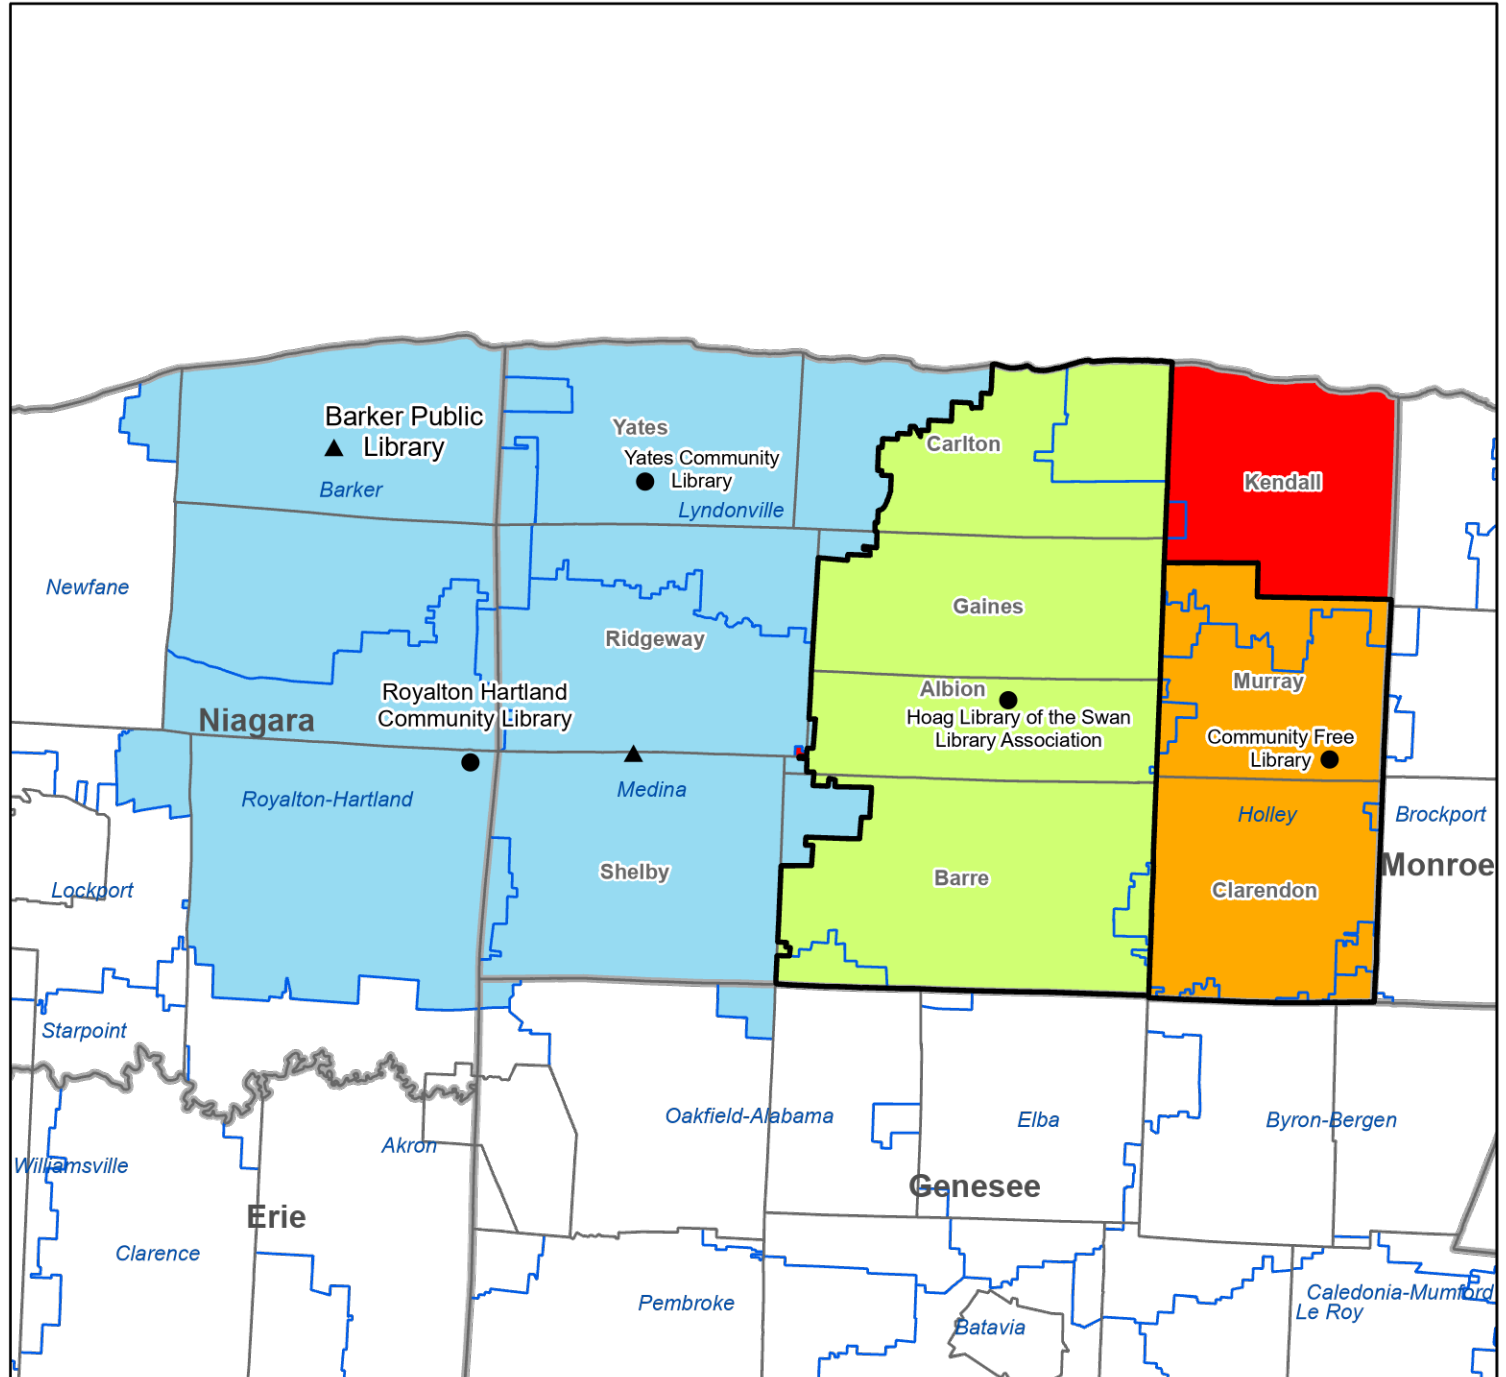 Barker Public
Library
Barker
Yates
Yates Community
Library
Lyndonville
Carlton
Kendall
Newfane
Ridgeway
Gaines
Royalton Hartland
Community Library
Niagara
Albion
Hoag Library of the Swan
Library Association
Murray
Community Free
Library
Royalton-Hartland
Medina
Holley
Brockport
Lockport
Shelby
Barre
Clarendon
Monroe
Starpoint
Williamsville
Akron
Oakfield-Alabama
Elba
Byron-Bergen
Erie
Genesee
Clarence
Pembroke
Batavia
Caledonia-Mumford
Le Roy